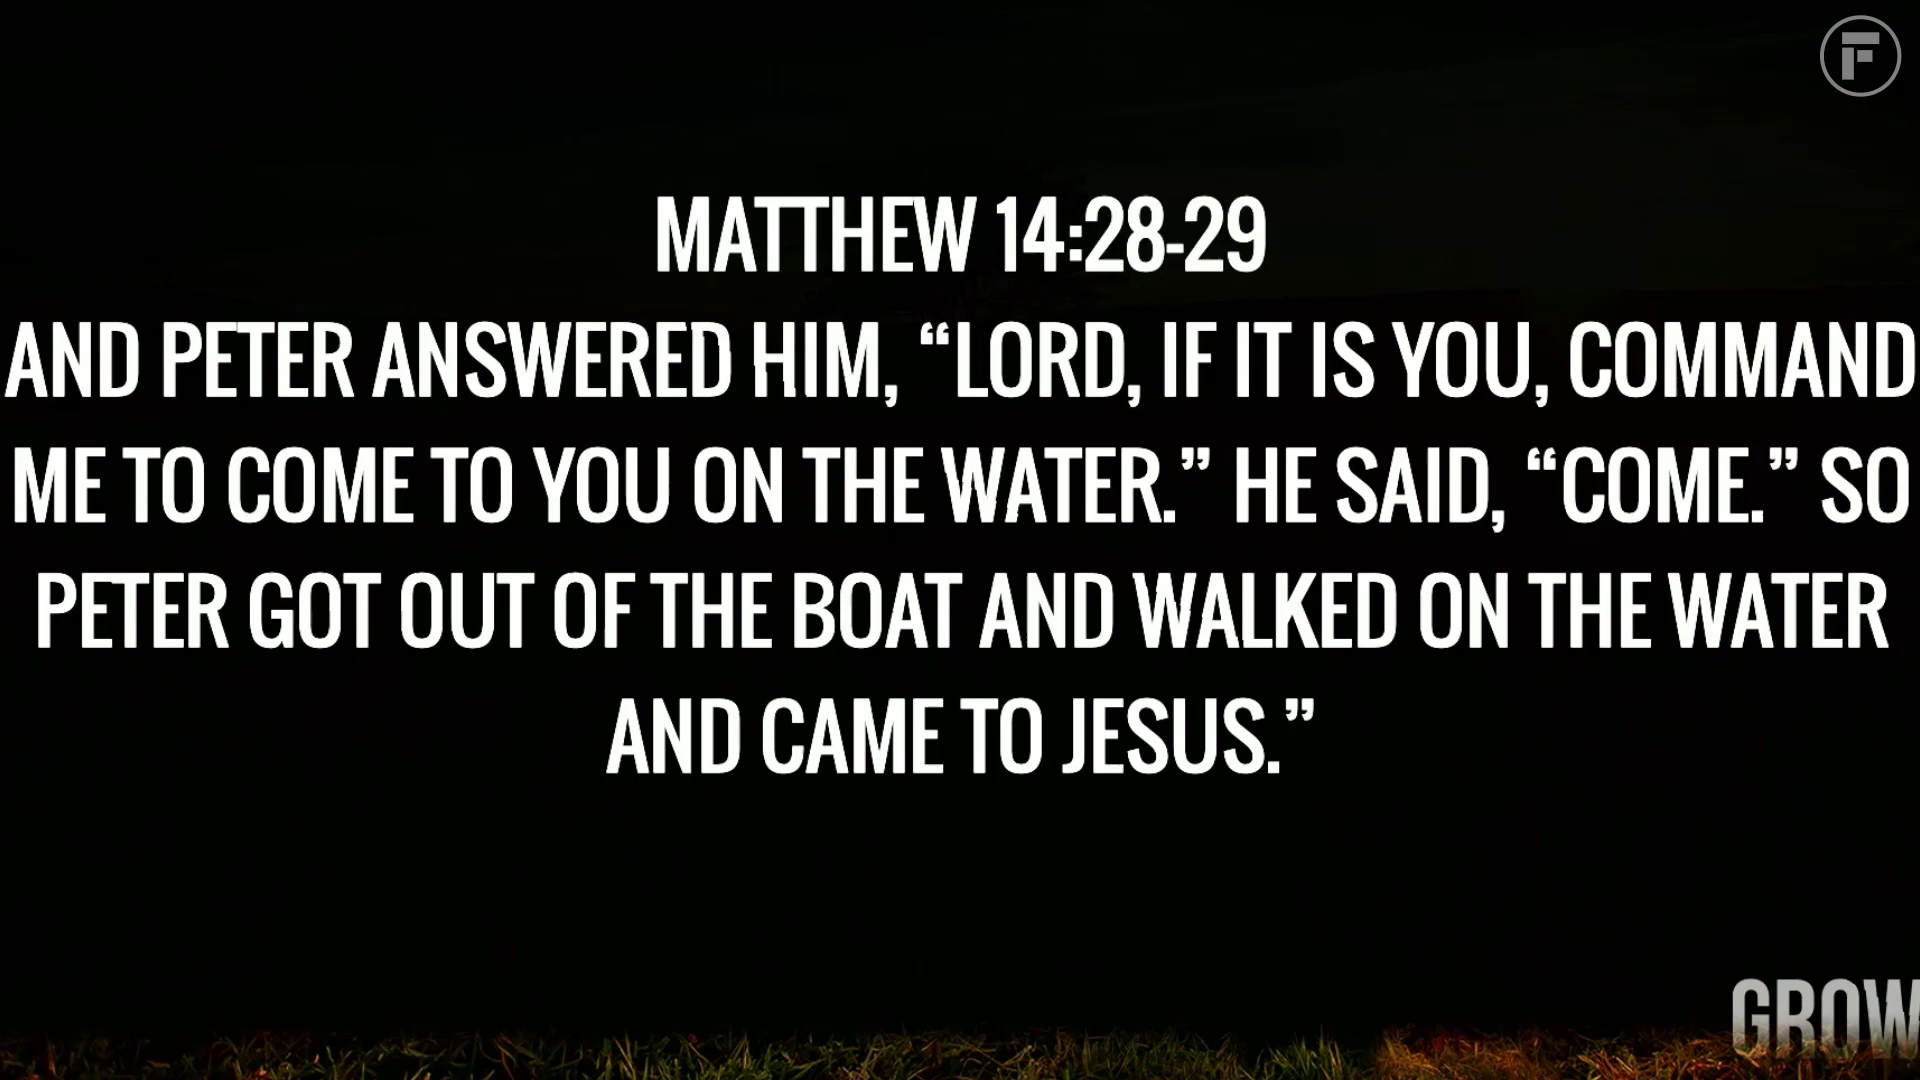 F
MATTHEW 14:28-29
AND PETER ANSWERED HIM, “LORD, IF IT IS YOU, COMMAND
ME TO COME TO YOU ON THE WATER.” HE SAID, “COME.” SO
PETER GOT OUT OF THE BOAT AND WALKED ON THE WATER
AND CAME TO JESUS.”
GROW